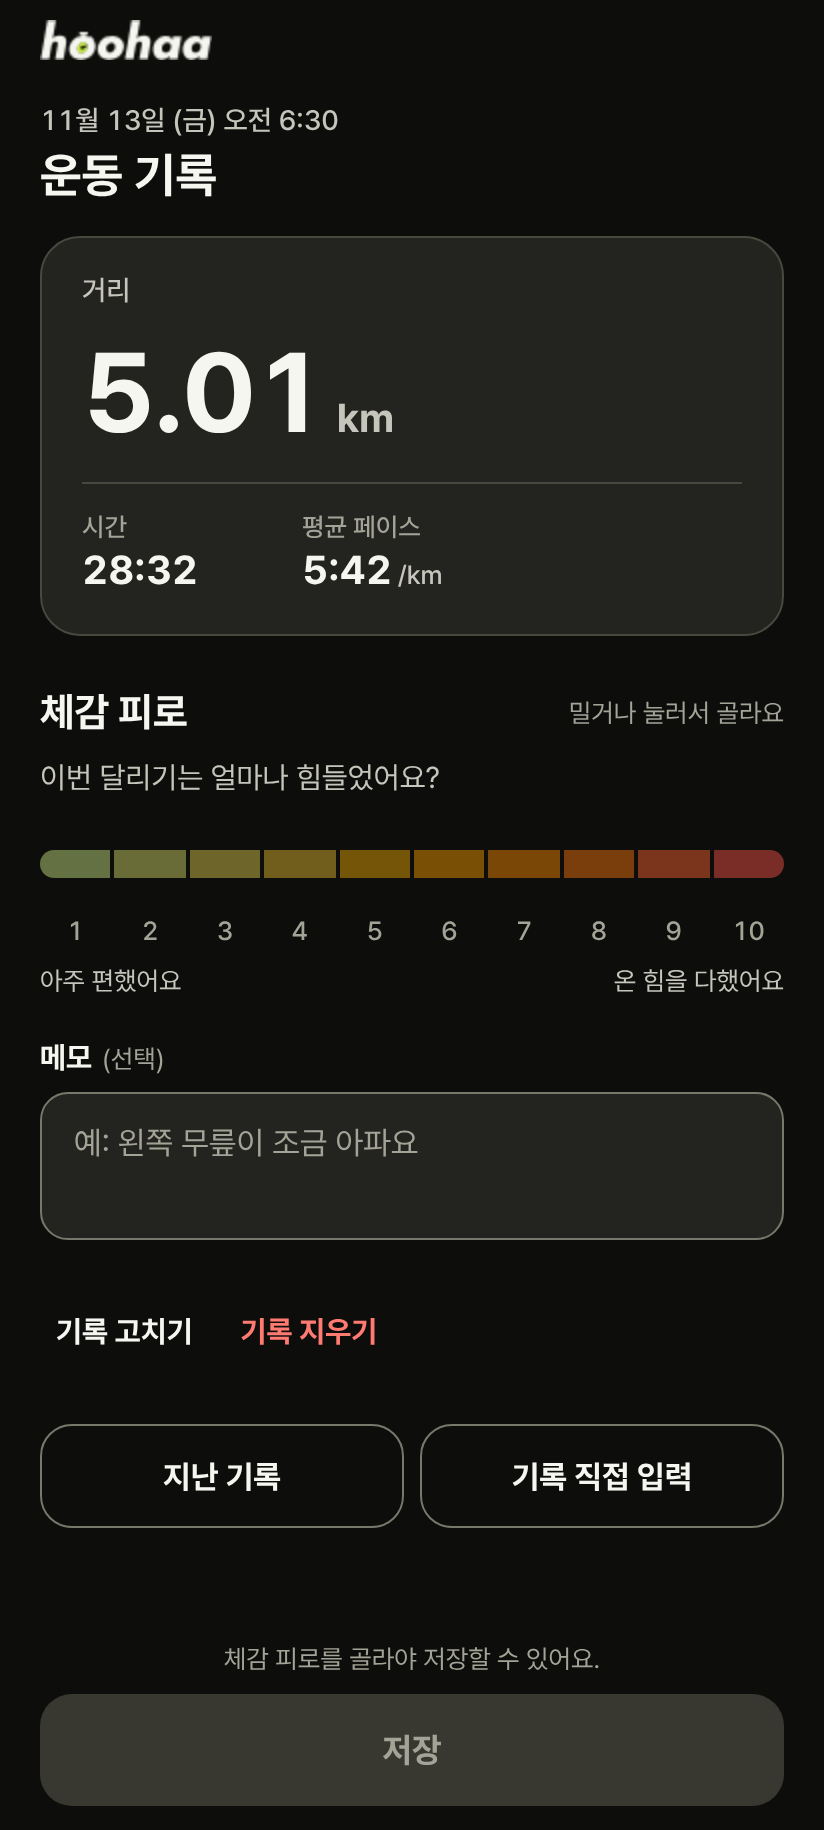 hoohaa
11월 13일 (금) 오전 6:30
운동 기록
거리
5.01 km
시간 평균 페이스
28:32 5:42 /km
체감 피로 밀거나 눌러서 골라요
이번 달리기는 얼마나 힘들었어요?
1 2 3 4 5 6 7 8 9 10
아주 편했어요 온 힘을 다했어요
메모 (선택)
예: 왼쪽 무릎이 조금 아파요
기록 고치기 기록 지우기
지난 기록 기록 직접 입력
체감 피로를 골라야 저장할 수 있어요.
저장